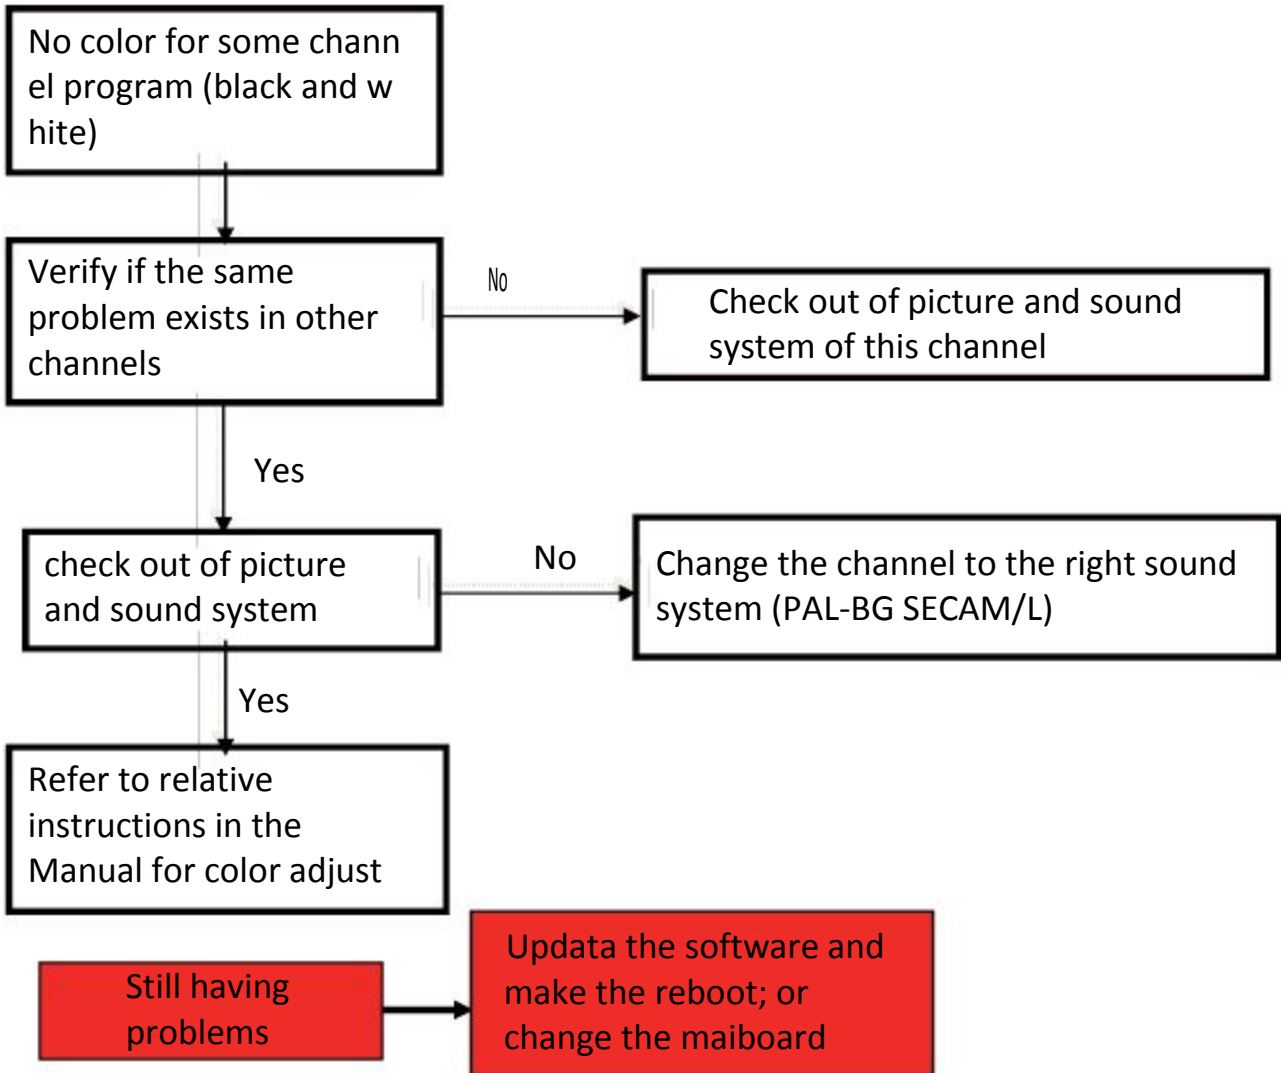 No color for some chann
el program (black and w
hite)
Verify if the same
problem exists in other
channels
No
Check out of picture and sound
system of this channel
Yes
check out of picture
and sound system
No
Change the channel to the right sound
system (PAL-BG SECAM/L)
Yes
Refer to relative
instructions in the
Manual for color adjust
Still having
problems
Updata the software and
make the reboot; or
change the maiboard